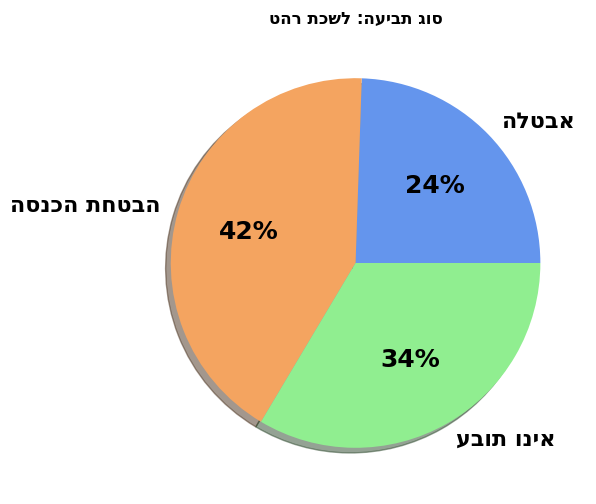 סוג תביעה: לשכת רהט
אבטלה
24%
הבטחת הכנסה
42%
34%
אינו תובע